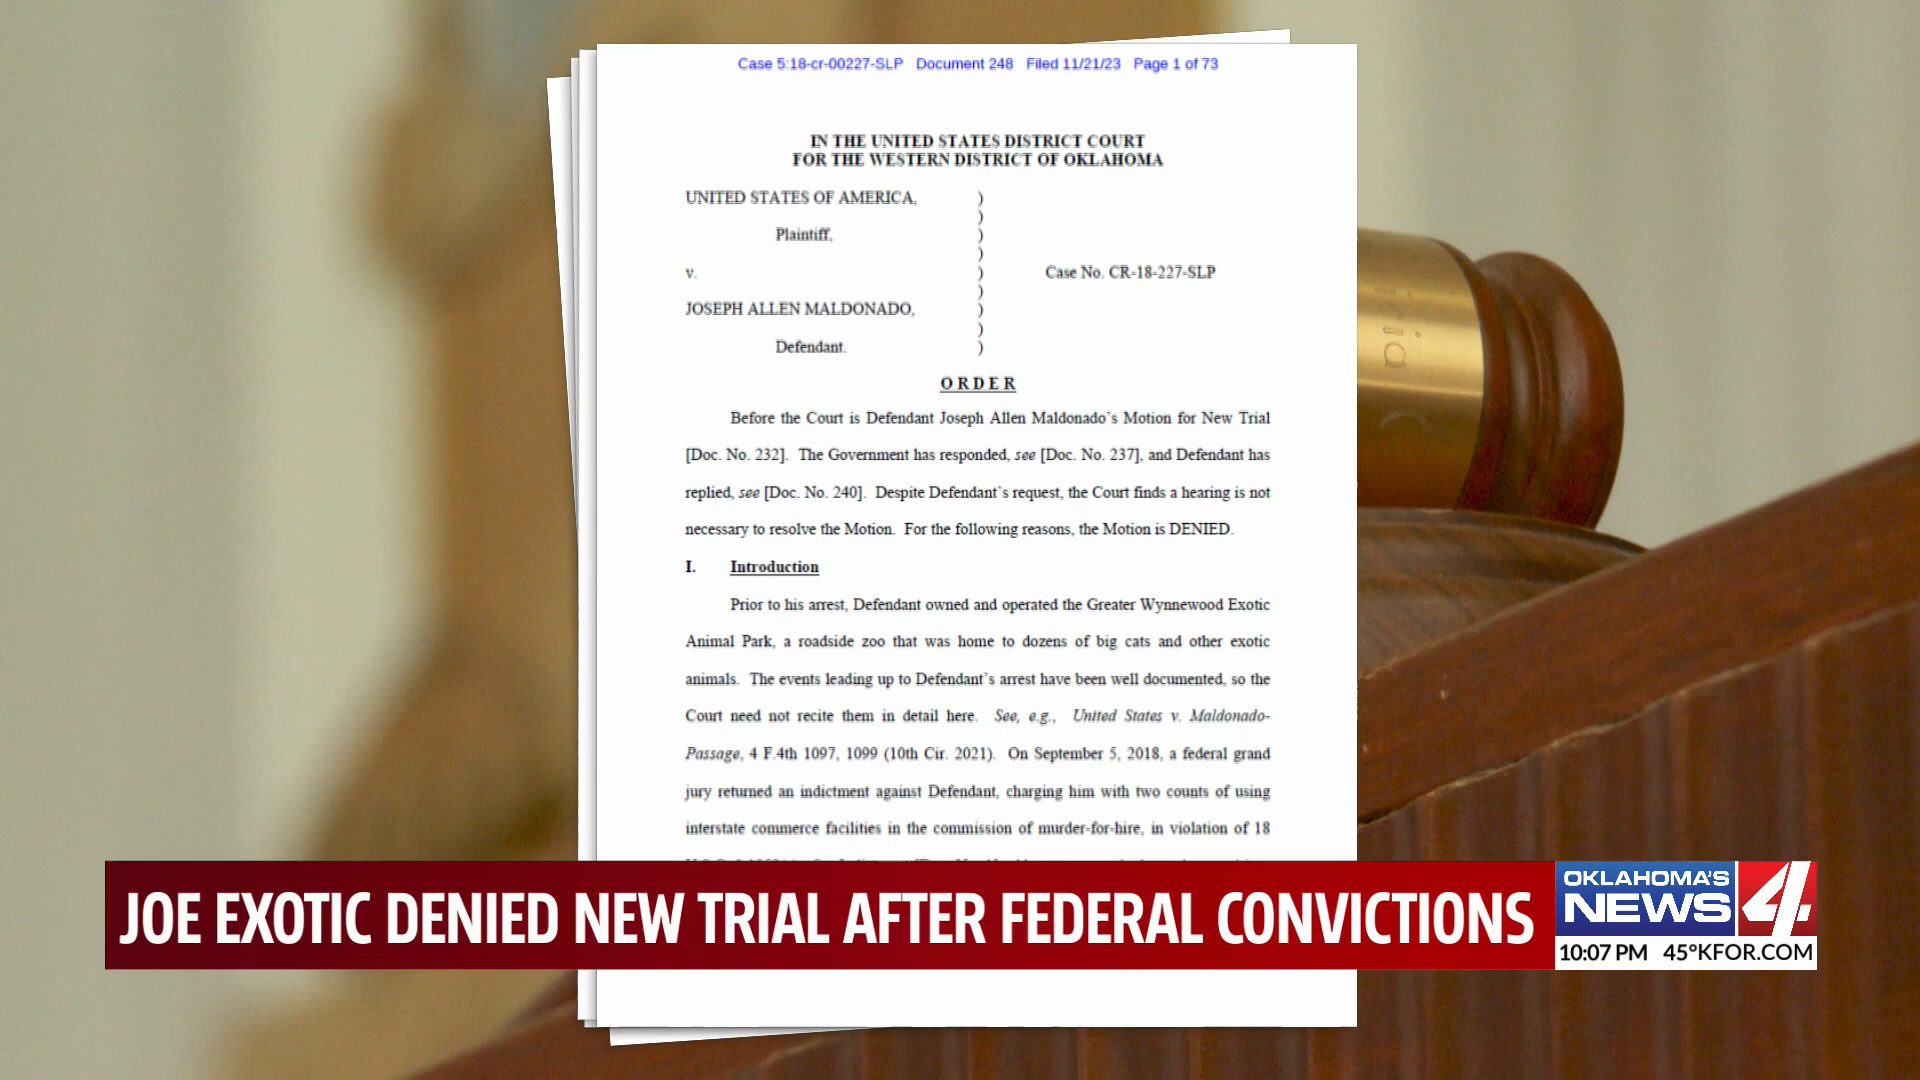 Case 5:18-cr-00227-SLP Document 248 Filed 11/21/23 Page 1 of 73
IN THE UNITED STATES DISTRICT COURT
FOR THE WESTERN DISTRICT OF OKLAHOMA
UNITED STATES OF AMERICA, )
)
Plaintiff, )
)
v. ) Case No. CR-18-227-SLP
)
JOSEPH ALLEN MALDONADO, )
)
Defendant. )
ORDER
Before the Court is Defendant Joseph Allen Maldonado's Motion for New Trial
[Doc. No. 232]. The Government has responded, see [Doc. No. 237], and Defendant has
replied, see [Doc. No. 240]. Despite Defendant's request, the Court finds a hearing is not
necessary to resolve the Motion. For the following reasons, the Motion is DENIED.
I. Introduction
Prior to his arrest, Defendant owned and operated the Greater Wynnewood Exotic
Animal Park, a roadside zoo that was home to dozens of big cats and other exotic
animals. The events leading up to Defendant's arrest have been well documented, so the
Court need not recite them in detail here. See, e.g., United States v. Maldonado-
Passage, 4 F.4th 1097, 1099 (10th Cir. 2021). On September 5, 2018, a federal grand
jury returned an indictment against Defendant, charging him with two counts of using
interstate commerce facilities in the commission of murder-for-hire, in violation of 18
JOE EXOTIC DENIED NEW TRIAL AFTER FEDERAL CONVICTIONS
OKLAHOMA'S
NEWS 4
10:07 PM 45° KFOR.COM